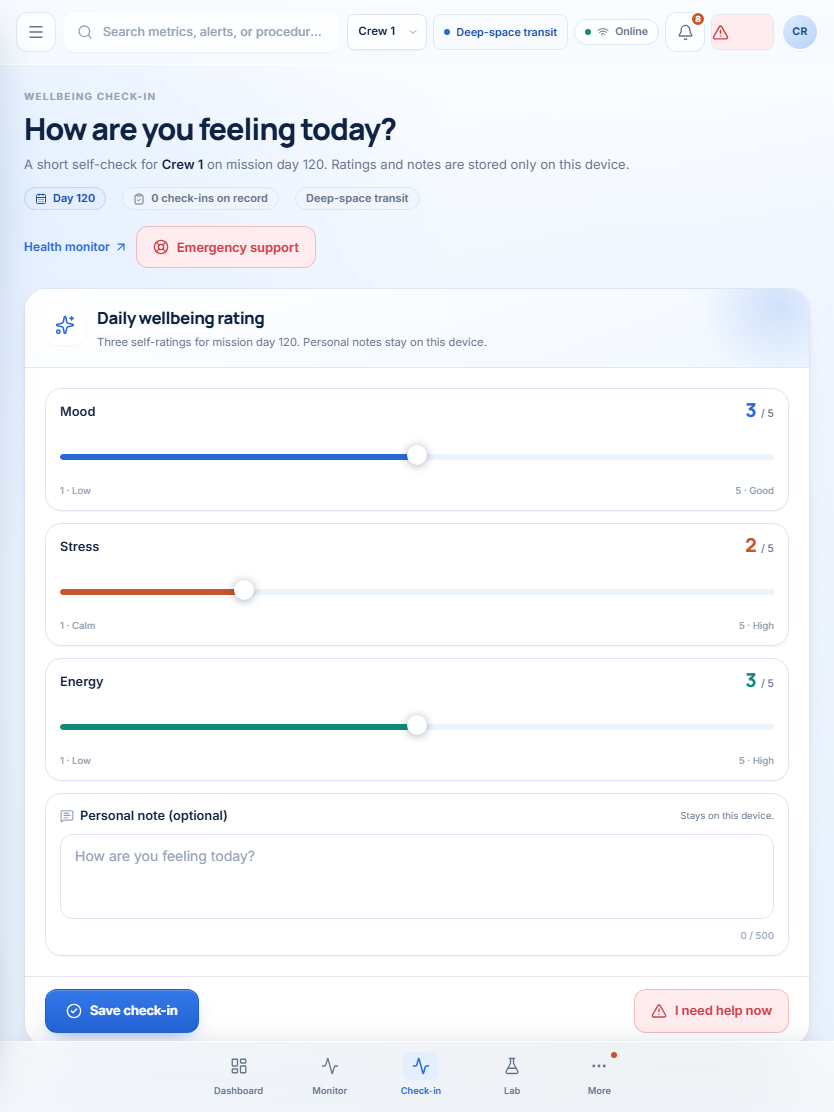 Search metrics, alerts, or procedur...
Crew 1
Deep-space transit
Online
8
CR
WELLBEING CHECK-IN
How are you feeling today?
A short self-check for Crew 1 on mission day 120. Ratings and notes are stored only on this device.
Day 120
0 check-ins on record
Deep-space transit
Health monitor
Emergency support
Daily wellbeing rating
Three self-ratings for mission day 120. Personal notes stay on this device.
Mood
3 / 5
1 · Low
5 · Good
Stress
2 / 5
1 · Calm
5 · High
Energy
3 / 5
1 · Low
5 · High
Personal note (optional)
Stays on this device.
How are you feeling today?
0 / 500
Save check-in
I need help now
Dashboard
Monitor
Check-in
Lab
More